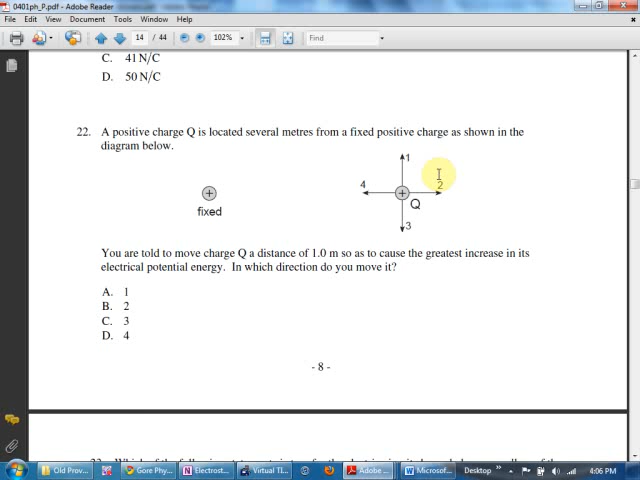 0401ph_P.pdf - Adobe Reader
File Edit View Document Tools Window Help
14 / 44 102% Find
C. 41 N/C
D. 50 N/C
22. A positive charge Q is located several metres from a fixed positive charge as shown in the
diagram below.
1
4
2
+
+
Q
fixed
3
You are told to move charge Q a distance of 1.0 m so as to cause the greatest increase in its
electrical potential energy. In which direction do you move it?
A. 1
B. 2
C. 3
D. 4
- 8 -
Old Prov... Gore Phy... Electrost... Virtual TI... Adobe R... Microsof... Desktop 4:06 PM